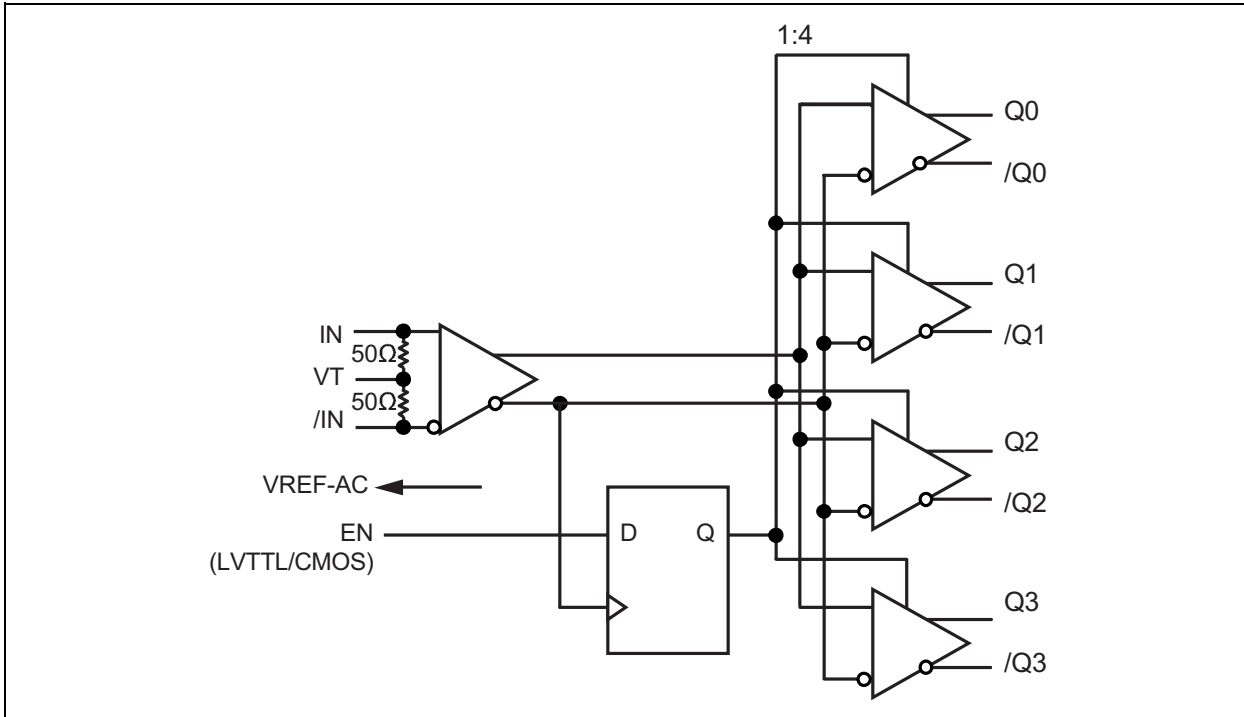 1:4
Q0
/Q0
Q1
/Q1
IN
50Ω
VT
50Ω
/IN
Q2
/Q2
VREF-AC
EN
(LVTTL/CMOS)
D
Q
Q3
/Q3